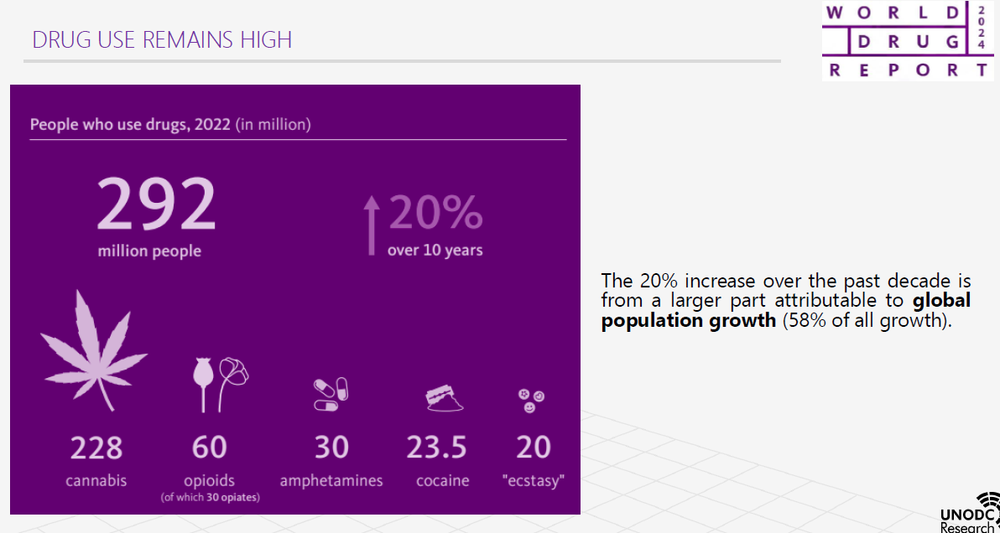 DRUG USE REMAINS HIGH
WORLD
2024
DRUG
REPORT
People who use drugs, 2022 (in million)
292
million people
20%
over 10 years
The 20% increase over the past decade is
from a larger part attributable to global
population growth (58% of all growth).
228
cannabis
60
opioids
(of which 30 opiates)
30
amphetamines
23.5
cocaine
20
"ecstasy"
UNODC
Research